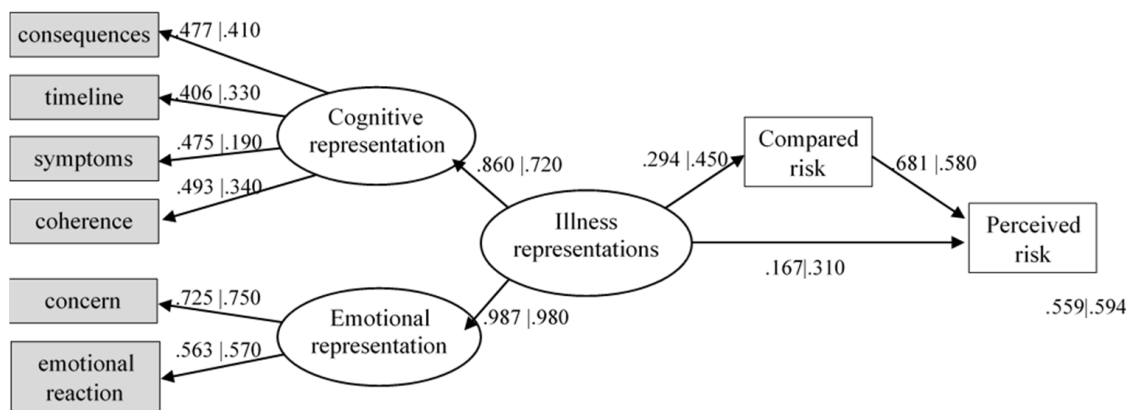 consequences
.477 |.410
timeline
.406 |.330
symptoms
.475 |.190
coherence
.493 |.340
Cognitive
representation
.860 |.720
concern
.725 |.750
emotional
reaction
.563 |.570
Emotional
representation
.987 |.980
Illness
representations
.294 |.450
Compared
risk
.681 |.580
.167|.310
Perceived
risk
.559|.594